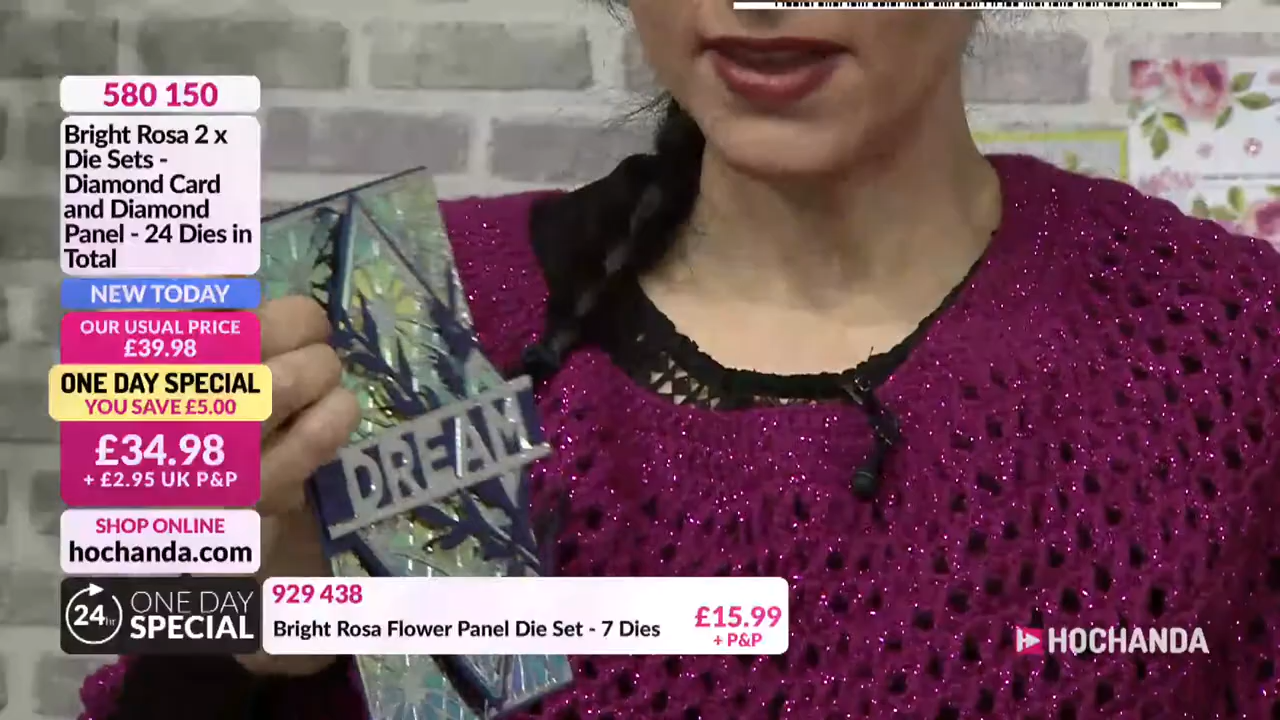 580 150
Bright Rosa 2 x
Die Sets -
Diamond Card
and Diamond
Panel - 24 Dies in
Total
NEW TODAY
OUR USUAL PRICE
£39.98
ONE DAY SPECIAL
YOU SAVE £5.00
£34.98
+ £2.95 UK P&P
SHOP ONLINE
hochanda.com
24hr
ONE DAY
SPECIAL
929 438
Bright Rosa Flower Panel Die Set - 7 Dies
£15.99
+ P&P
DREAM
HOCHANDA